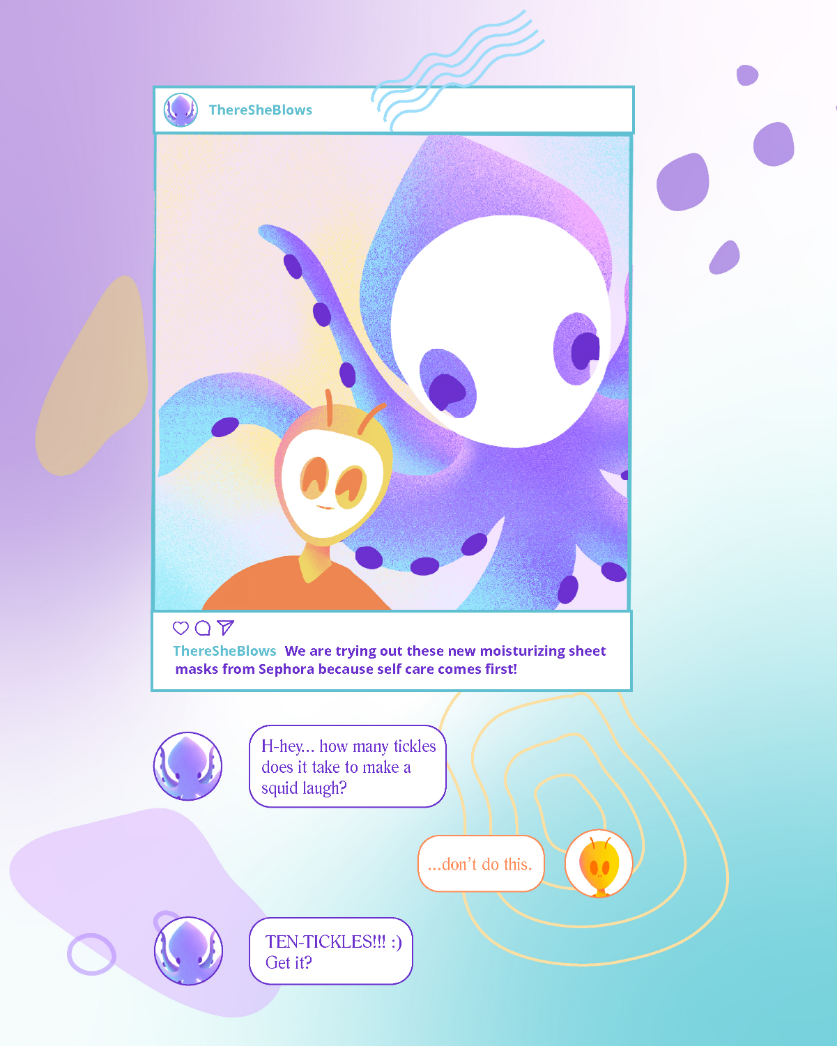 ThereSheBlows
ThereSheBlows We are trying out these new moisturizing sheet
masks from Sephora because self care comes first!
H-hey... how many tickles
does it take to make a
squid laugh?
...don't do this.
TEN-TICKLES!!! :)
Get it?